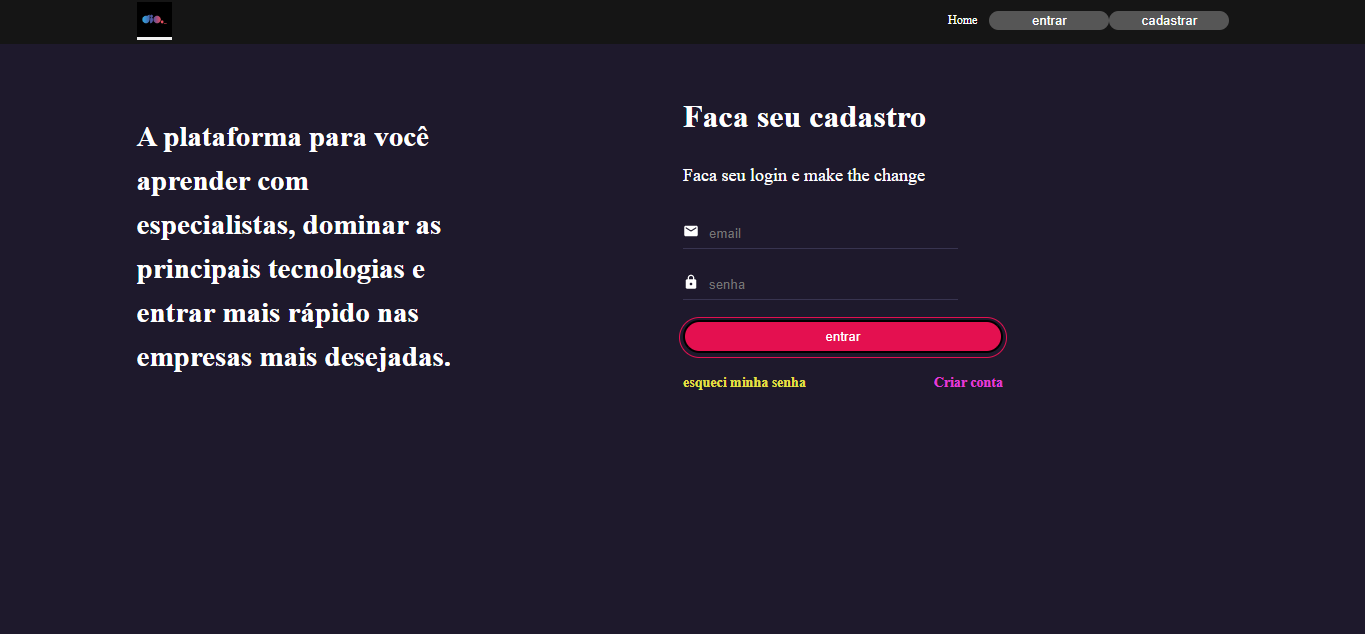 dio.
Home entrar cadastrar
A plataforma para você
aprender com
especialistas, dominar as
principais tecnologias e
entrar mais rápido nas
empresas mais desejadas.
Faca seu cadastro
Faca seu login e make the change
email
senha
entrar
esqueci minha senha Criar conta